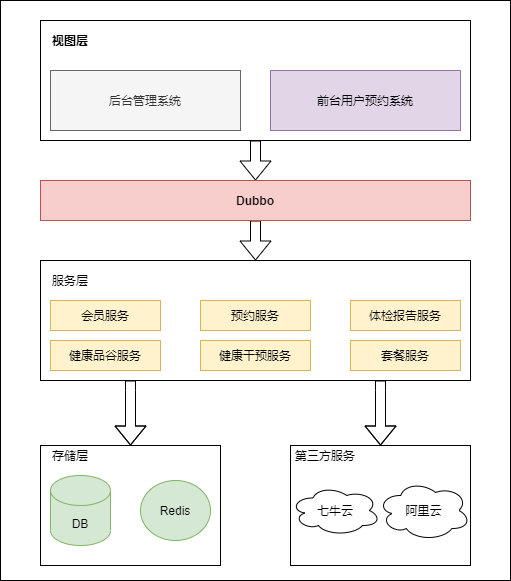 视图层
后台管理系统
前台用户预约系统
Dubbo
服务层
会员服务
预约服务
体检报告服务
健康品谷服务
健康干预服务
套餐服务
存储层
第三方服务
DB
Redis
七牛云
阿里云